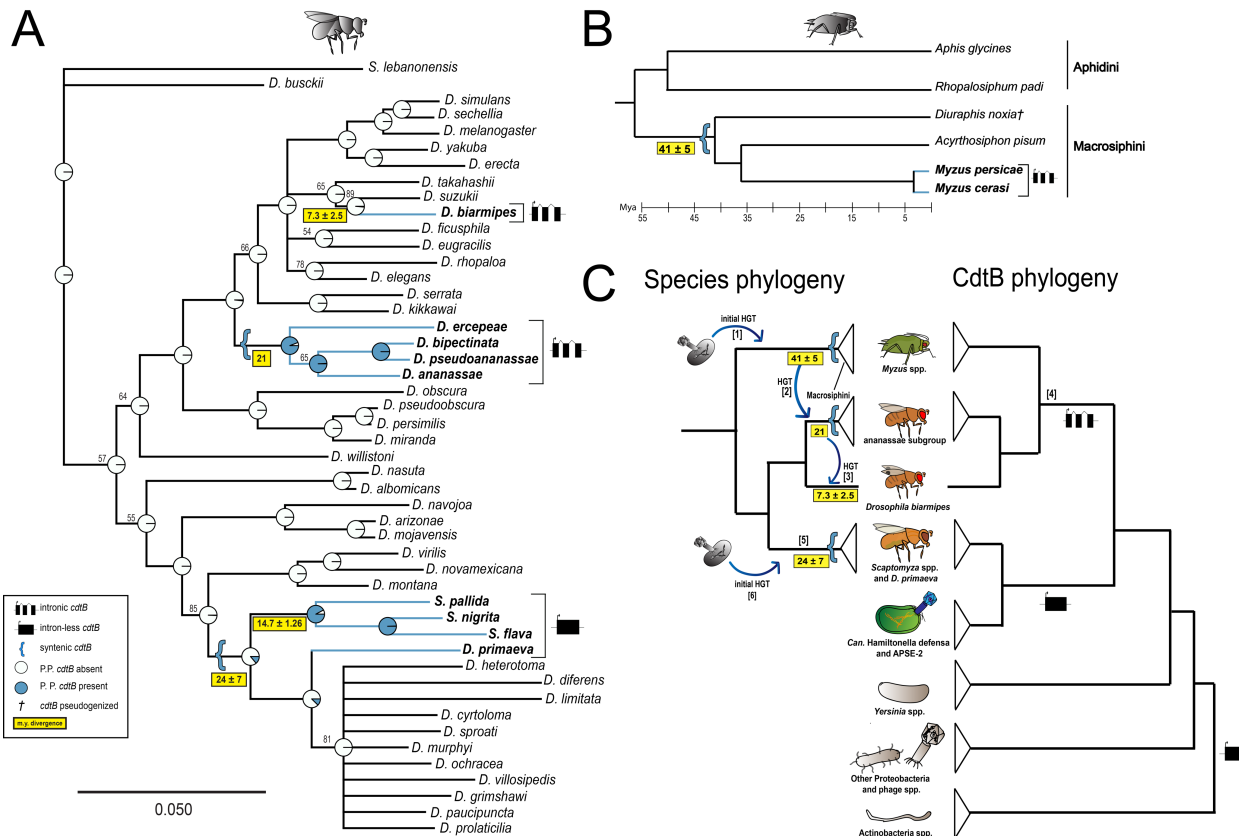 A
S. lebanonensis
D. busckii
D. simulans
D. sechellia
D. melanogaster
D. yakuba
D. erecta
65
D. takahashii
89
D. suzukii
7.3 ± 2.5
D. biarmipes
54
D. ficusphila
D. eugracilis
66
78
D. rhopaloa
D. elegans
D. serrata
D. kikkawai
D. ercepeae
21
D. bipectinata
65
D. pseudoananassae
D. ananassae
D. obscura
64
D. pseudoobscura
D. persimilis
D. miranda
57
D. willistoni
D. nasuta
D. albomicans
55
D. navojoa
D. arizonae
D. mojavensis
D. virilis
D. novamexicana
D. montana
85
S. pallida
14.7 ± 1.26
S. nigrita
S. flava
D. primaeva
24 ± 7
D. heterotoma
D. diferens
D. limitata
D. cyrtoloma
D. sproati
81
D. murphyi
D. ochracea
D. villosipedis
D. grimshawi
D. paucipuncta
D. prolaticilia
intronic cdtB
intron-less cdtB
syntenic cdtB
P.P. cdtB absent
P. P. cdtB present
† cdtB pseudogenized
m.y. divergence
0.050
B
Aphis glycines
Aphidini
Rhopalosiphum padi
Diuraphis noxia†
41 ± 5
Acyrthosiphon pisum
Macrosiphini
Myzus persicae
Myzus cerasi
Mya
55 45 35 25 15 5
C
Species phylogeny
CdtB phylogeny
initial HGT
[1]
41 ± 5
Myzus spp.
HGT
[2]
Macrosiphini
[4]
21
ananassae subgroup
HGT
[3]
7.3 ± 2.5
Drosophila biarmipes
[5]
24 ± 7
initial HGT
[6]
Scaptomyza spp.
and D. primaeva
Can. Hamiltonella defensa
and APSE-2
Yersinia spp.
Other Proteobacteria
and phage spp.
Actinobacteria spp.